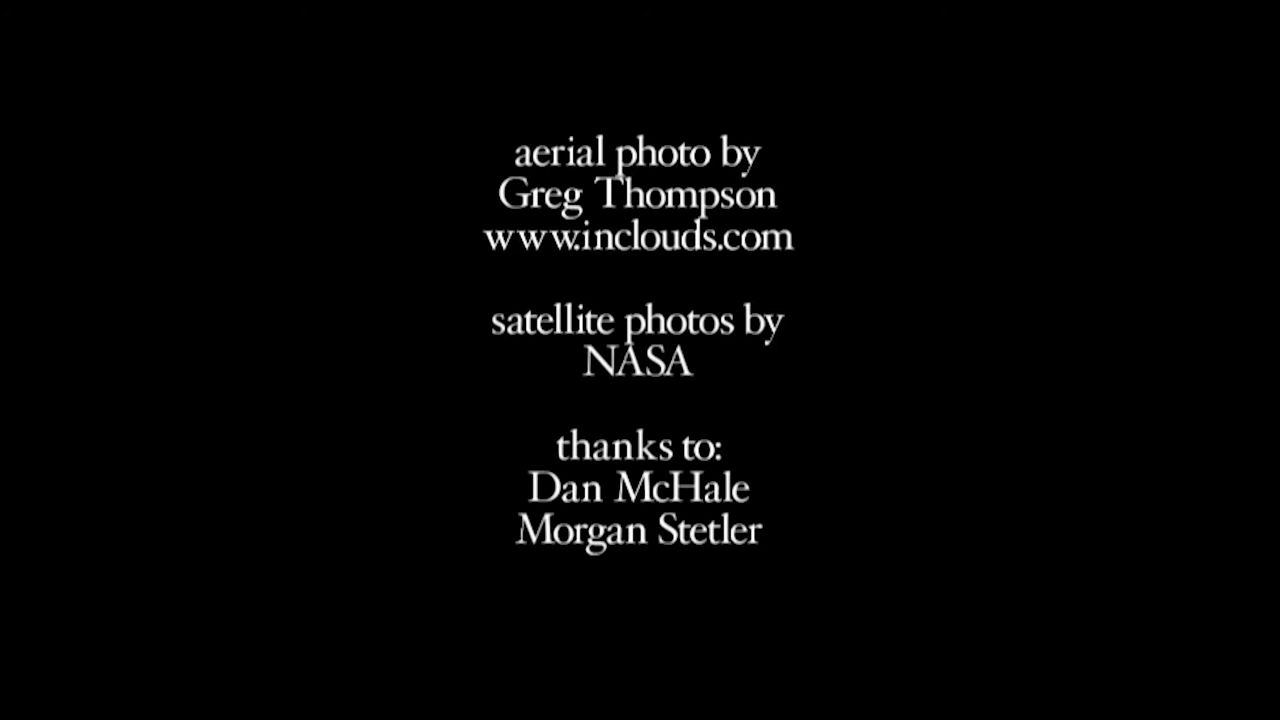 aerial photo by
Greg Thompson
www.inclouds.com
satellite photos by
NASA
thanks to:
Dan McHale
Morgan Stetler